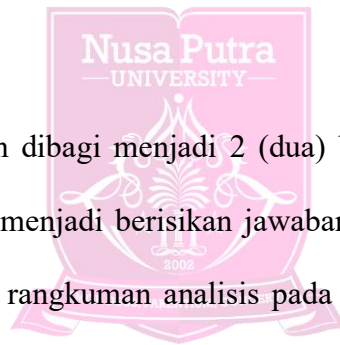 Nusa Putra
UNIVERSITY
dibagi menjadi 2 (dua)
menjadi berisikan jawaban
2002
rangkuman analisis pada